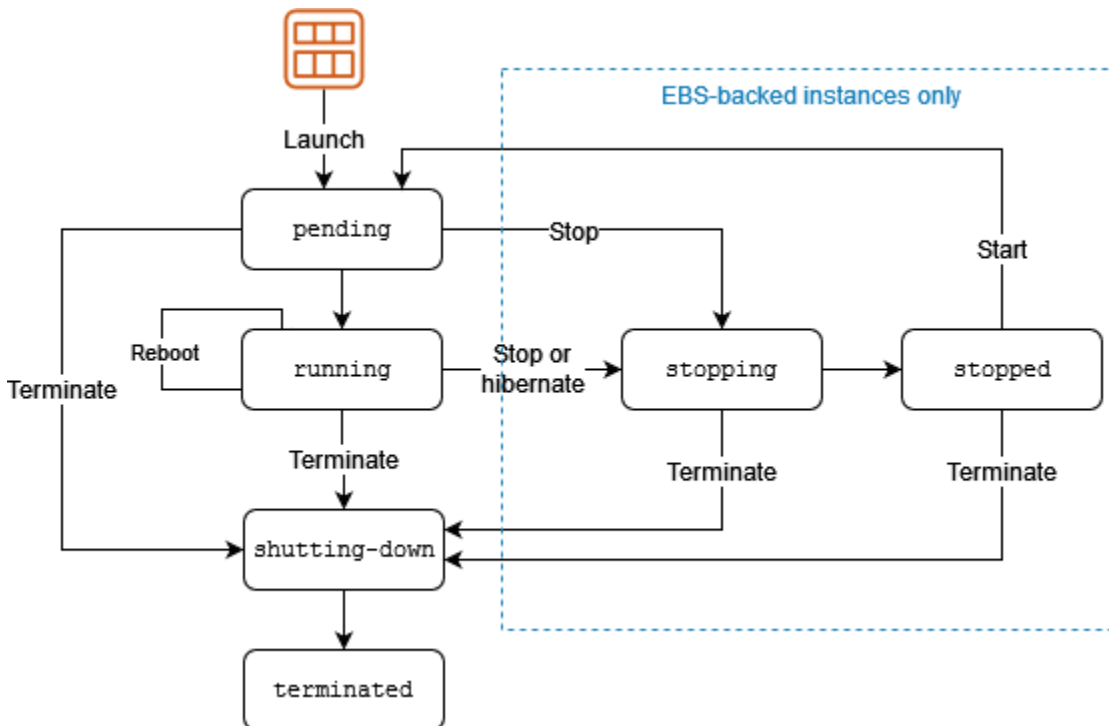 EBS-backed instances only
Launch
pending
Stop
Start
Reboot
running
Stop or
hibernate
stopping
stopped
Terminate
Terminate
Terminate
Terminate
shutting-down
terminated